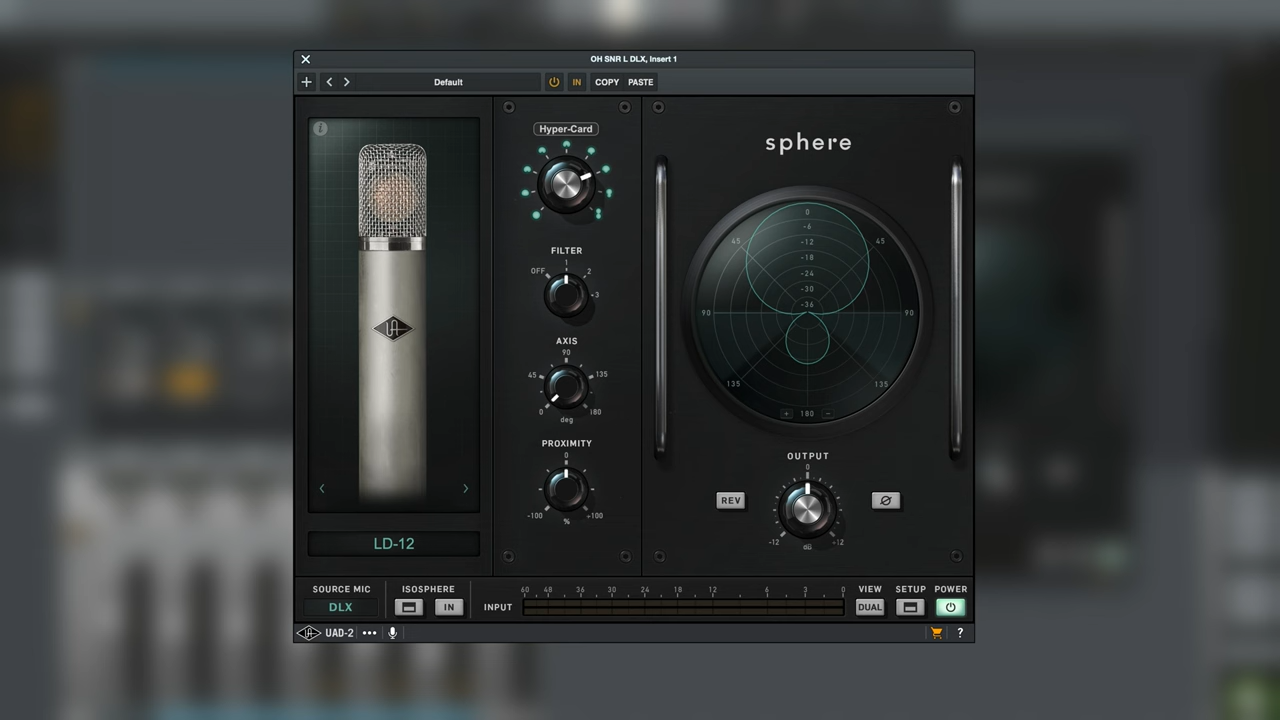 OH SNR L DLX, Insert 1
Default
IN
COPY
PASTE
Hyper-Card
FILTER
OFF
1
2
3
AXIS
90
45
135
0
180
deg
PROXIMITY
0
-100
+100
%
sphere
0
-6
-12
-18
-24
-30
-36
45
45
90
90
135
135
+ 180 -
OUTPUT
0
-12
+12
dB
REV
Ø
UA
LD-12
SOURCE MIC
DLX
ISOSPHERE
IN
INPUT
60 48 36 30 24 18 12 6 3 0
VIEW
DUAL
SETUP
POWER
UA
UAD-2
?